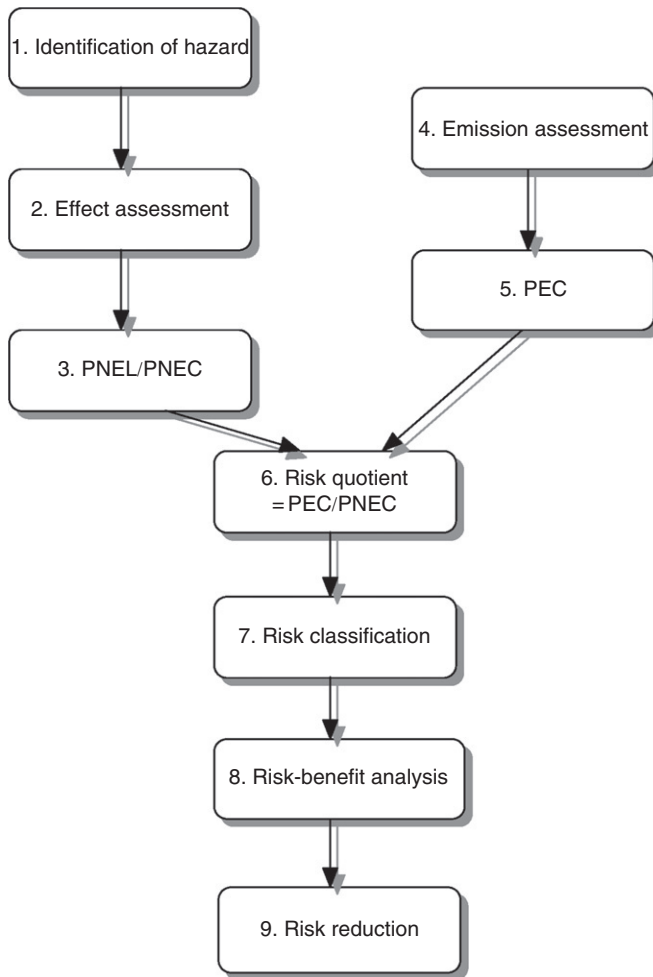 1. Identification of hazard
2. Effect assessment
3. PNEL/PNEC
4. Emission assessment
5. PEC
6. Risk quotient
=PEC/PNEC
7. Risk classification
8. Risk-benefit analysis
9. Risk reduction